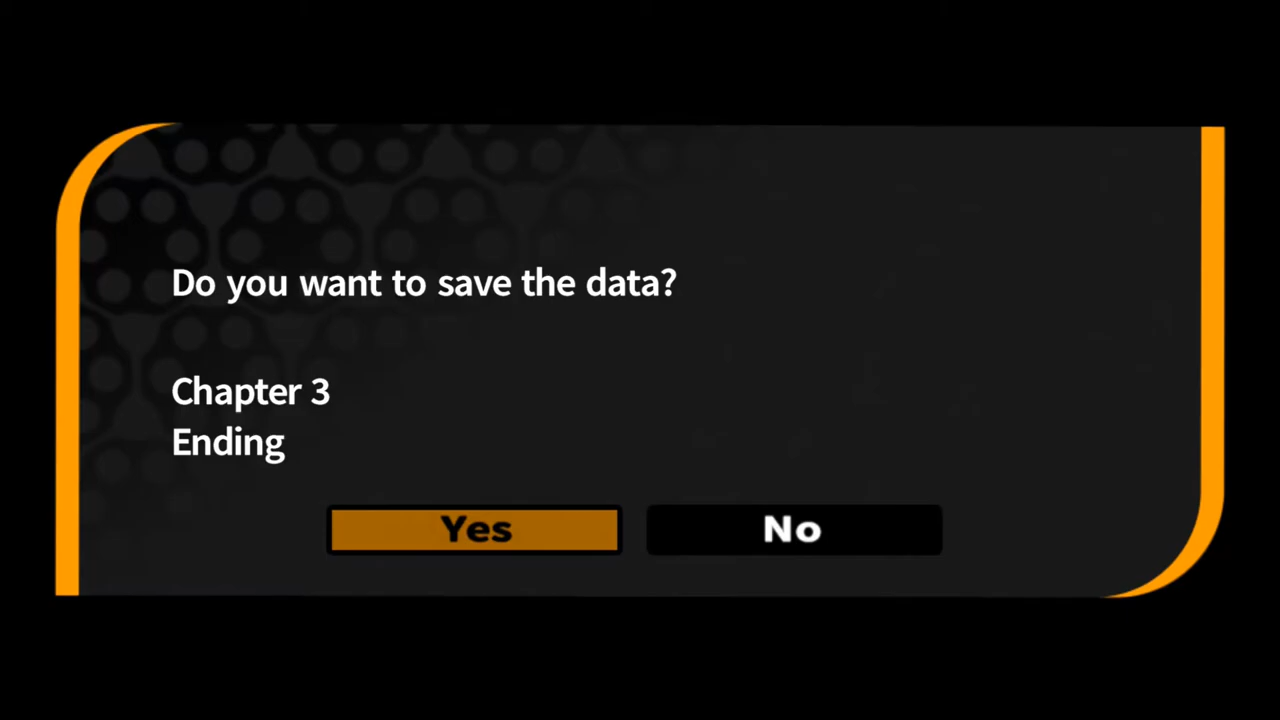 Do you want to save the data?
Chapter 3
Ending
Yes
No